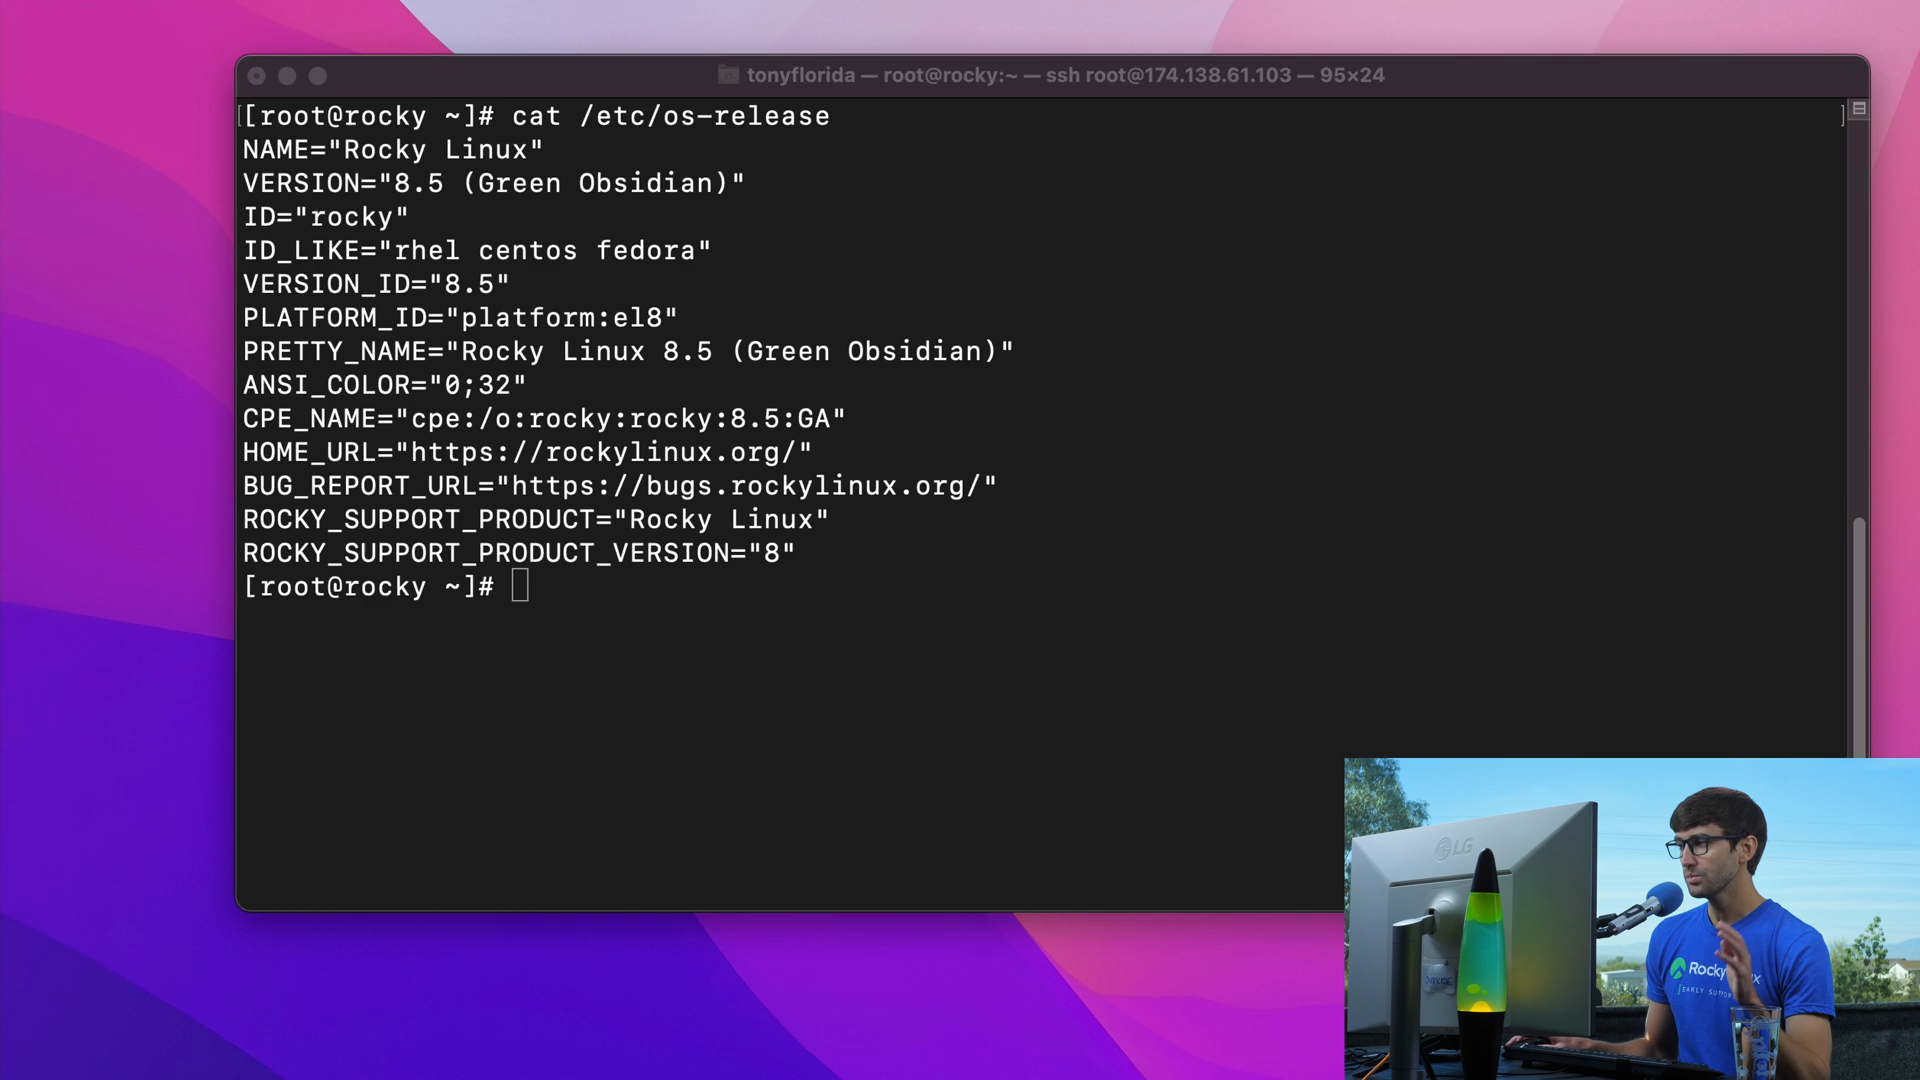 tonyflorida — root@rocky:~ — ssh root@174.138.61.103 — 95×24
[root@rocky ~]# cat /etc/os-release
NAME="Rocky Linux"
VERSION="8.5 (Green Obsidian)"
ID="rocky"
ID_LIKE="rhel centos fedora"
VERSION_ID="8.5"
PLATFORM_ID="platform:el8"
PRETTY_NAME="Rocky Linux 8.5 (Green Obsidian)"
ANSI_COLOR="0;32"
CPE_NAME="cpe:/o:rocky:rocky:8.5:GA"
HOME_URL="https://rockylinux.org/"
BUG_REPORT_URL="https://bugs.rockylinux.org/"
ROCKY_SUPPORT_PRODUCT="Rocky Linux"
ROCKY_SUPPORT_PRODUCT_VERSION="8"
[root@rocky ~]#
LG
Rocky
EARLY